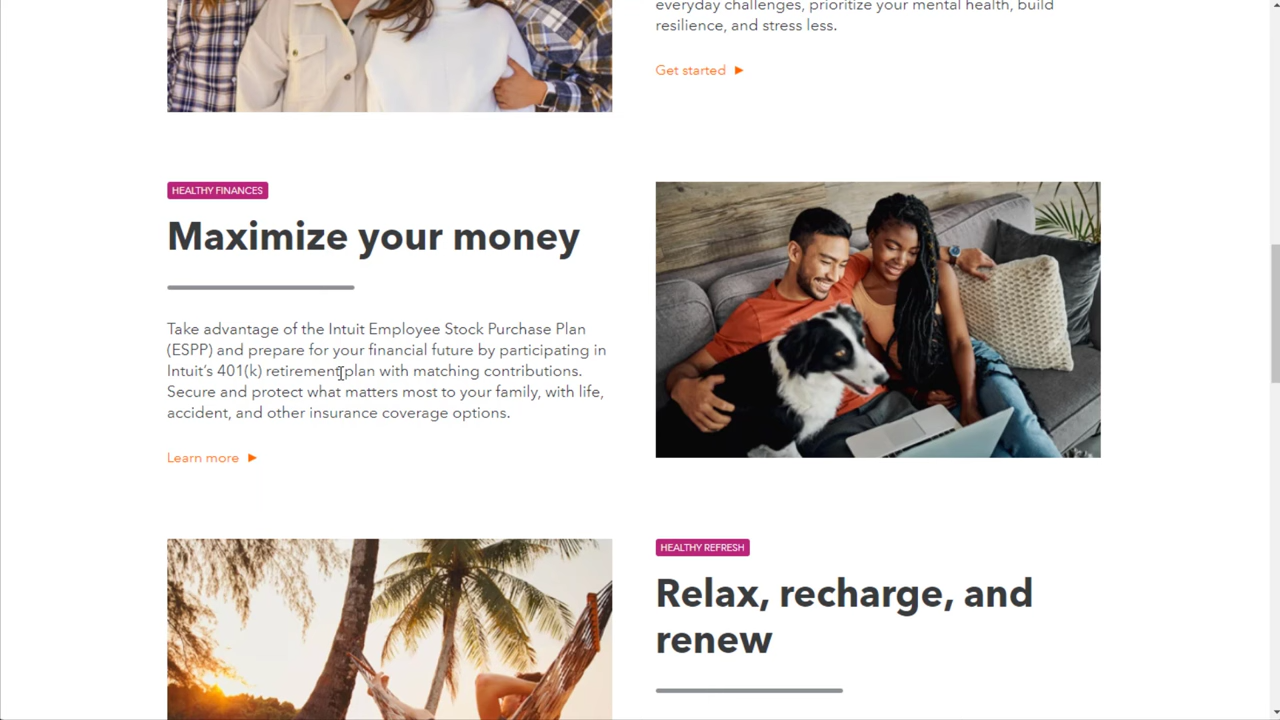 everyday challenges, prioritize your mental health, build
resilience, and stress less.
Get started ►
HEALTHY FINANCES
Maximize your money
Take advantage of the Intuit Employee Stock Purchase Plan
(ESPP) and prepare for your financial future by participating in
Intuit’s 401(k) retirement plan with matching contributions.
Secure and protect what matters most to your family, with life,
accident, and other insurance coverage options.
Learn more ►
HEALTHY REFRESH
Relax, recharge, and
renew